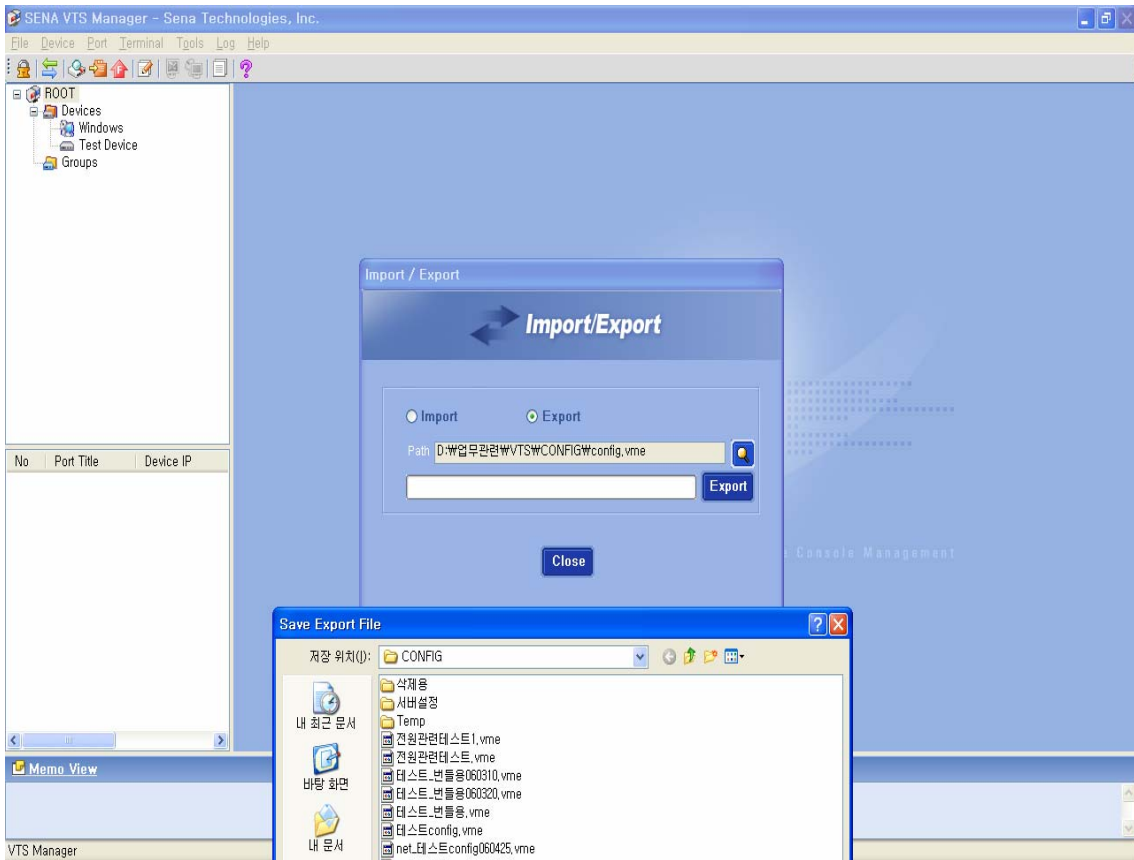 SENA VTS Manager - Sena Technologies, Inc.
File Device Port Terminal Tools Log Help
ROOT
Devices
Windows
Test Device
Groups
Import / Export
Import/Export
Import Export
Path D:₩업무관련₩VTS₩CONFIG₩config.vme
Export
Close
Console Management
No Port Title Device IP
Save Export File
저장 위치(I): CONFIG
내 최근 문서
바탕 화면
내 문서
삭제용
서버설정
Temp
전원관련테스트1.vme
전원관련테스트.vme
테스트_번들용060310.vme
테스트_번들용060320.vme
테스트_번들용.vme
테스트config.vme
net_테스트config060425.vme
Memo View
VTS Manager